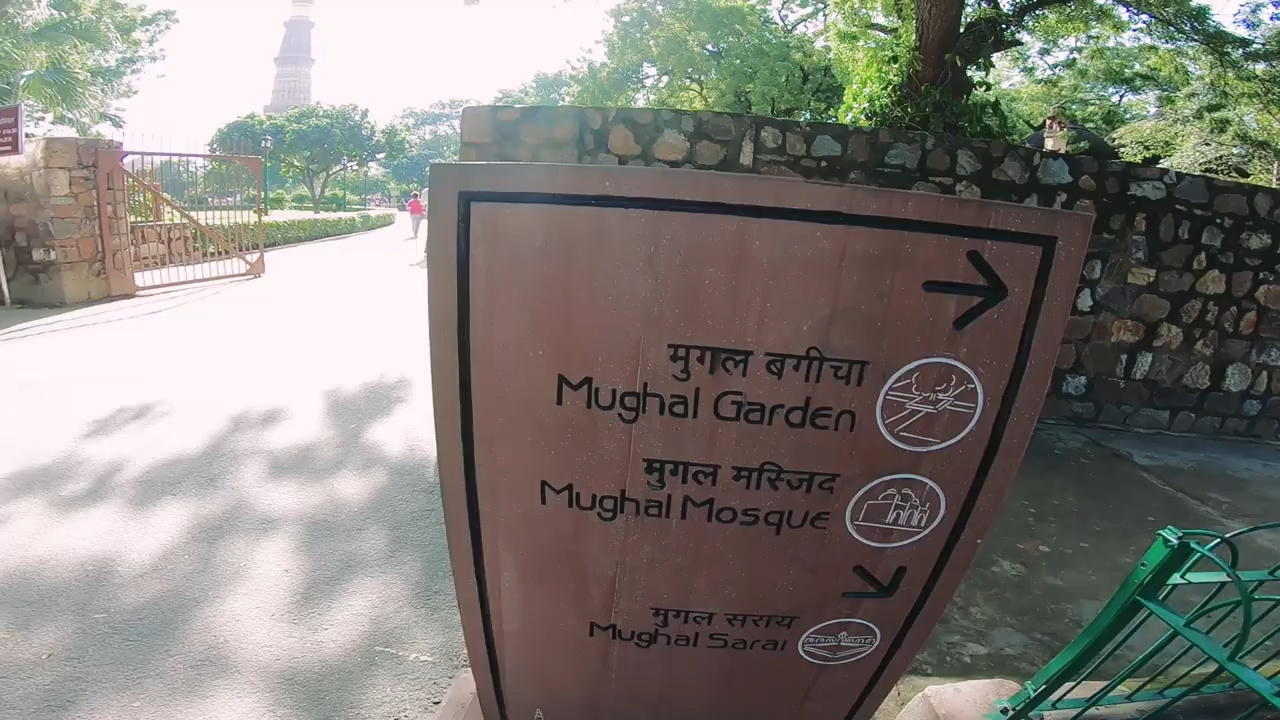 मुगल बगीचा
Mughal Garden
मुगल मस्जिद
Mughal Mosque
मुगल सराय
Mughal Sarai